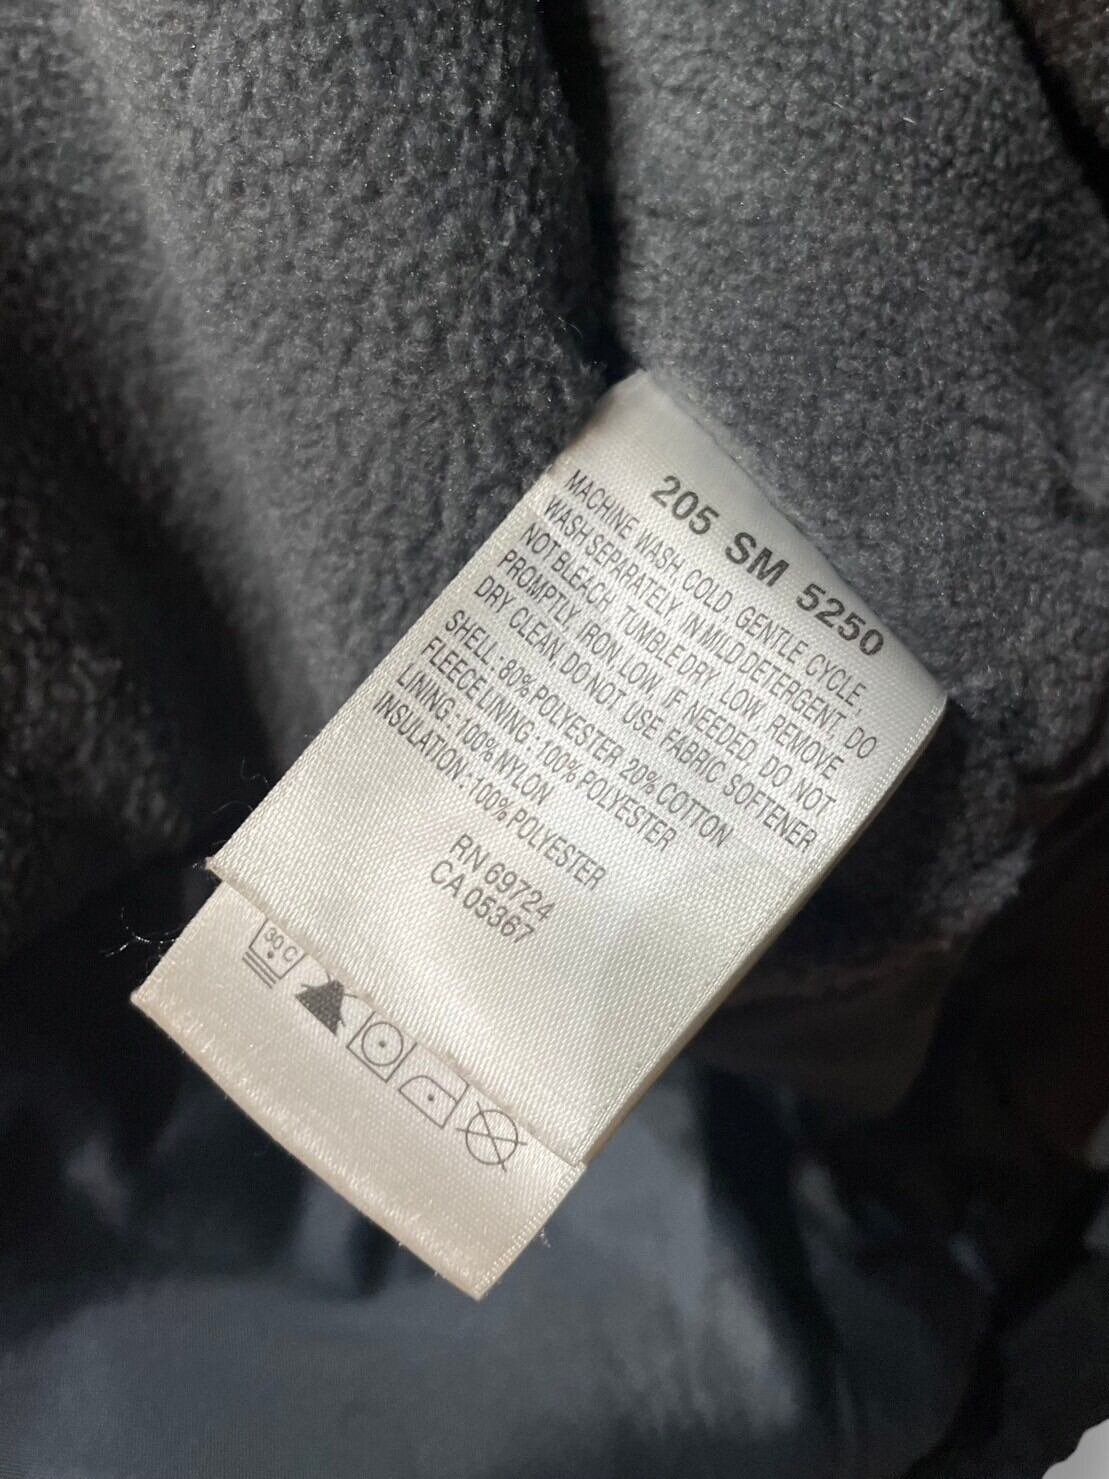 205 SM 5250
MACHINE WASH COLD GENTLE CYCLE,
WASH SEPARATELY, IN MILD DETERGENT, DO
NOT BLEACH, TUMBLE DRY, LOW, REMOVE
PROMPTLY, IRON LOW, IF NEEDED, DO NOT
DRY CLEAN, DO NOT USE FABRIC SOFTENER
SHELL : 80% POLYESTER 20% COTTON
FLEECE LINING : 100% POLYESTER
LINING : 100% NYLON
INSULATION : 100% POLYESTER
RN 69724
CA 05367
30 C